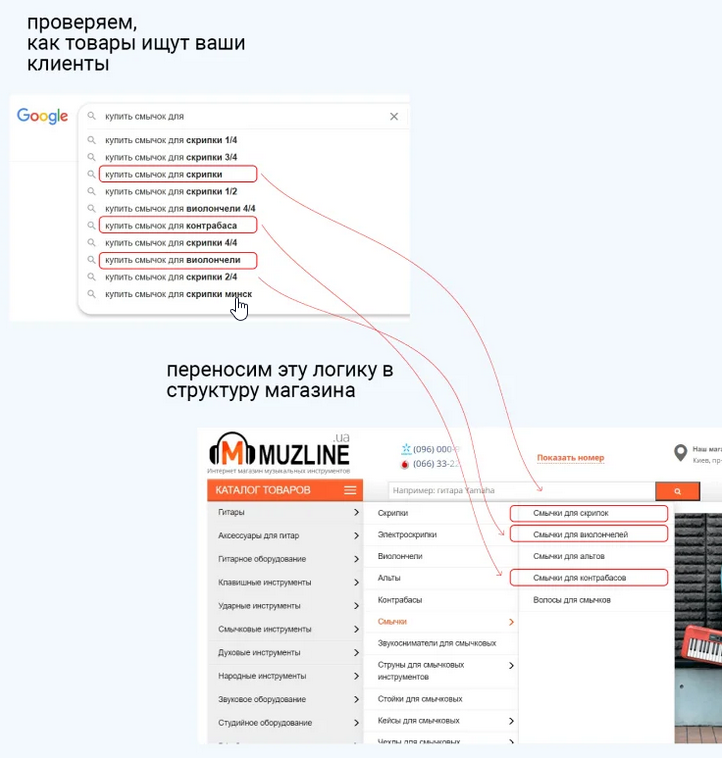 проверяем,
как товары ищут ваши
клиенты
Google
купить смычок для
купить смычок для скрипки 1/4
купить смычок для скрипки 3/4
купить смычок для скрипки
купить смычок для скрипки 1/2
купить смычок для виолончели 4/4
купить смычок для контрабаса
купить смычок для скрипки 4/4
купить смычок для виолончели
купить смычок для скрипки 2/4
купить смычок для скрипки минск
переносим эту логику в
структуру магазина
MUZLINE .ua
Интернет магазин музыкальных инструментов
(096) 000-
(066) 33-22
Показать номер
Наш мага
Киев, пр-
КАТАЛОГ ТОВАРОВ
Например: гитара Yamaha
Гитары
Аксессуары для гитар
Гитарное оборудование
Клавишные инструменты
Ударные инструменты
Смычковые инструменты
Духовые инструменты
Народные инструменты
Звуковое оборудование
Студийное оборудование
Скрипки
Электроскрипки
Виолончели
Альты
Контрабасы
Смычки
Звукосниматели для смычковых
Струны для смычковых
инструментов
Стойки для смычковых
Кейсы для смычковых
Чехлы для смычковых
Смычки для скрипок
Смычки для виолончелей
Смычки для альтов
Смычки для контрабасов
Волосы для смычков